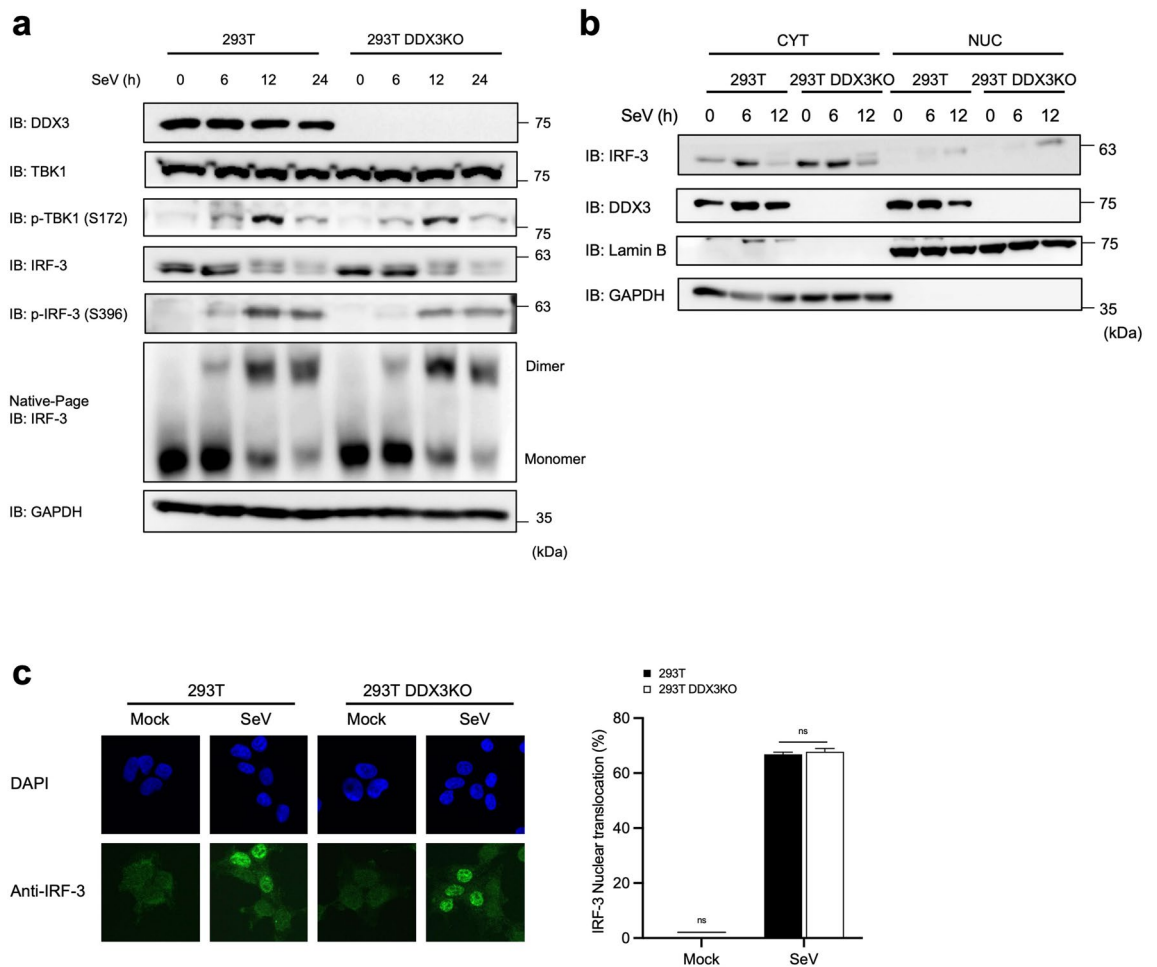 a
293T 293T DDX3KO
SeV (h) 0 6 12 24 0 6 12 24
IB: DDX3 75
IB: TBK1 75
IB: p-TBK1 (S172) 75
IB: IRF-3 63
IB: p-IRF-3 (S396) 63
Dimer
Native-Page
IB: IRF-3
Monomer
IB: GAPDH 35
(kDa)
b
CYT NUC
293T 293T DDX3KO 293T 293T DDX3KO
SeV (h) 0 6 12 0 6 12 0 6 12 0 6 12
IB: IRF-3 63
IB: DDX3 75
IB: Lamin B 75
IB: GAPDH 35
(kDa)
c
293T 293T DDX3KO
Mock SeV Mock SeV
DAPI
Anti-IRF-3
293T
293T DDX3KO
IRF-3 Nuclear translocation (%)
80
60
40
20
0
ns
ns
Mock SeV